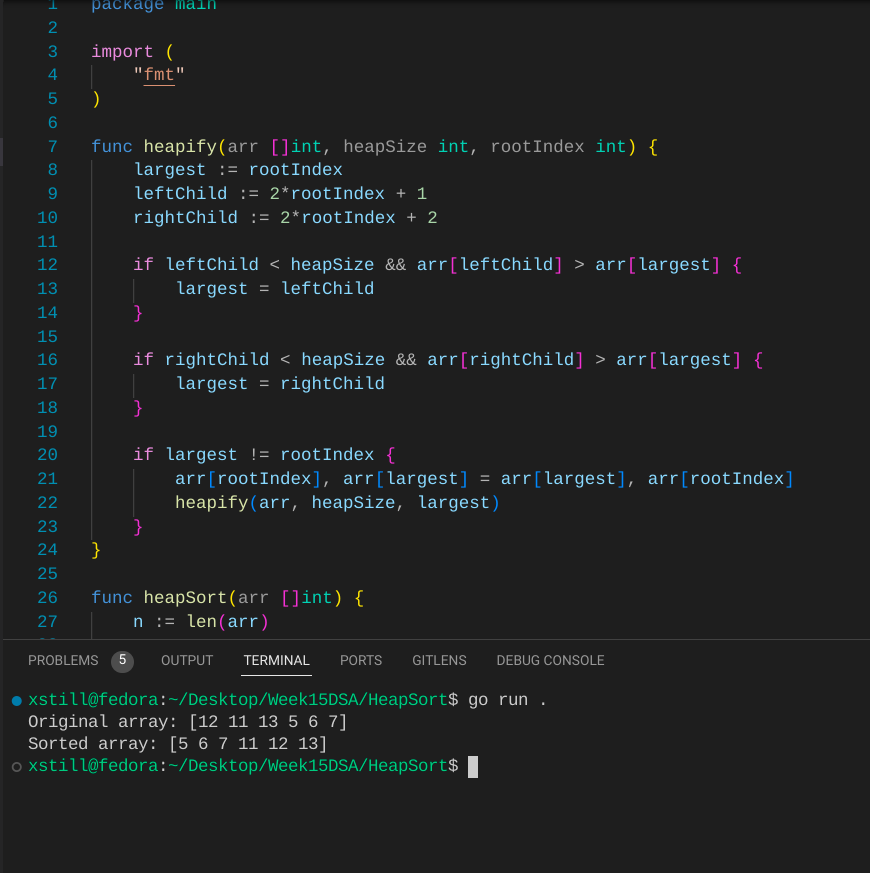 1 package main
2
3 import (
4 "fmt"
5 )
6
7 func heapify(arr []int, heapSize int, rootIndex int) {
8 largest := rootIndex
9 leftChild := 2*rootIndex + 1
10 rightChild := 2*rootIndex + 2
11
12 if leftChild < heapSize && arr[leftChild] > arr[largest] {
13 largest = leftChild
14 }
15
16 if rightChild < heapSize && arr[rightChild] > arr[largest] {
17 largest = rightChild
18 }
19
20 if largest != rootIndex {
21 arr[rootIndex], arr[largest] = arr[largest], arr[rootIndex]
22 heapify(arr, heapSize, largest)
23 }
24 }
25
26 func heapSort(arr []int) {
27 n := len(arr)
PROBLEMS 5 OUTPUT TERMINAL PORTS GITLENS DEBUG CONSOLE
xstill@fedora:~/Desktop/Week15DSA/HeapSort$ go run .
Original array: [12 11 13 5 6 7]
Sorted array: [5 6 7 11 12 13]
xstill@fedora:~/Desktop/Week15DSA/HeapSort$